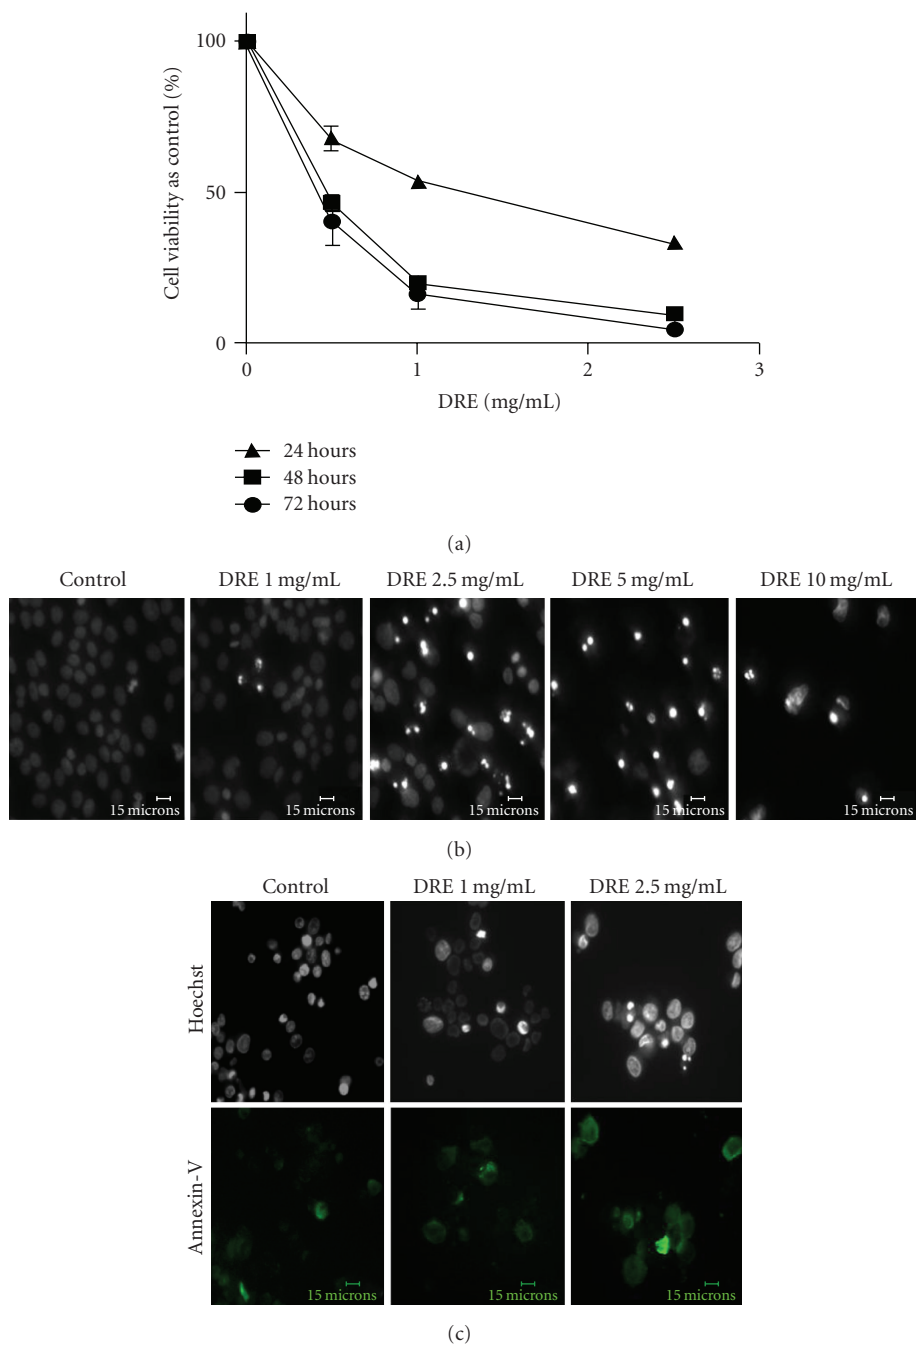 100
50
0
Cell viability as control (%)
0 1 2 3
DRE (mg/mL)
24 hours
48 hours
72 hours
(a)
Control DRE 1 mg/mL DRE 2.5 mg/mL DRE 5 mg/mL DRE 10 mg/mL
15 microns 15 microns 15 microns 15 microns 15 microns
(b)
Control DRE 1 mg/mL DRE 2.5 mg/mL
Hoechst
Annexin-V
15 microns 15 microns 15 microns
(c)